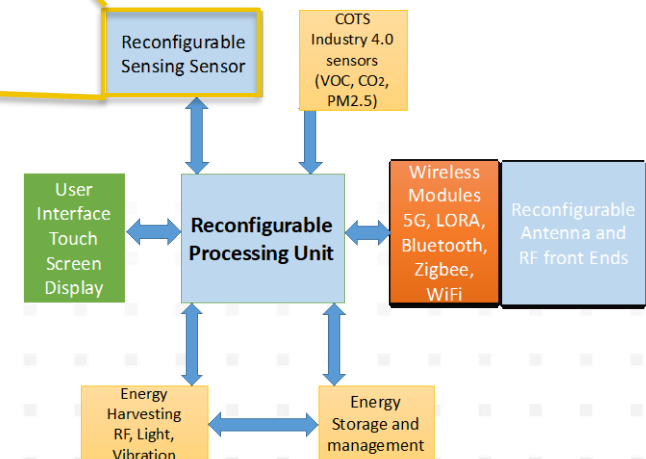 Reconfigurable
Sensing Sensor
COTS
Industry 4.0
sensors
(VOC, CO2,
PM2.5)
User
Interface
Touch
Screen
Display
Reconfigurable
Processing Unit
Wireless
Modules
5G, LORA,
Bluetooth,
Zigbee,
WiFi
Reconfigurable
Antenna and
RF front Ends
Energy
Harvesting
RF, Light,
Vibration
Energy
Storage and
management